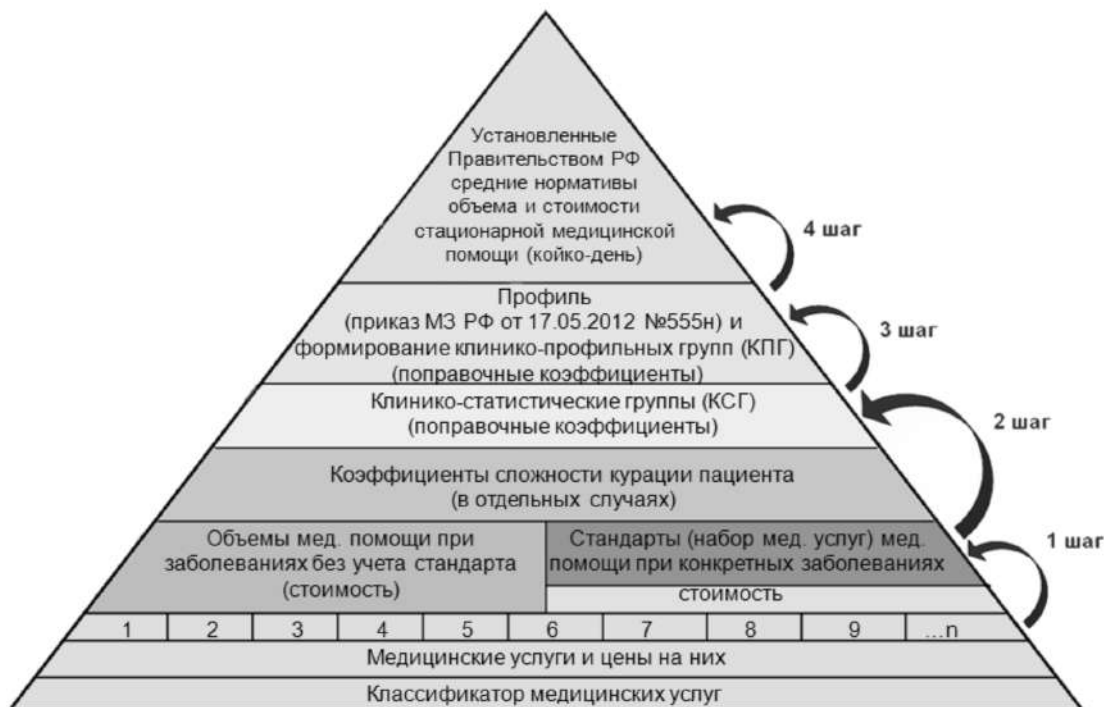 Установленные
Правительством РФ
средние нормативы
объема и стоимости
стационарной медицинской
помощи (койко-день)
4 шаг
Профиль
(приказ МЗ РФ от 17.05.2012 №555н) и
формирование клинико-профильных групп (КПГ)
(поправочные коэффициенты)
3 шаг
Клинико-статистические группы (КСГ)
(поправочные коэффициенты)
2 шаг
Коэффициенты сложности курации пациента
(в отдельных случаях)
Объемы мед. помощи при
заболеваниях без учета стандарта
(стоимость)
Стандарты (набор мед. услуг) мед.
помощи при конкретных заболеваниях
стоимость
1 шаг
1 2 3 4 5 6 7 8 9 ...n
Медицинские услуги и цены на них
Классификатор медицинских услуг